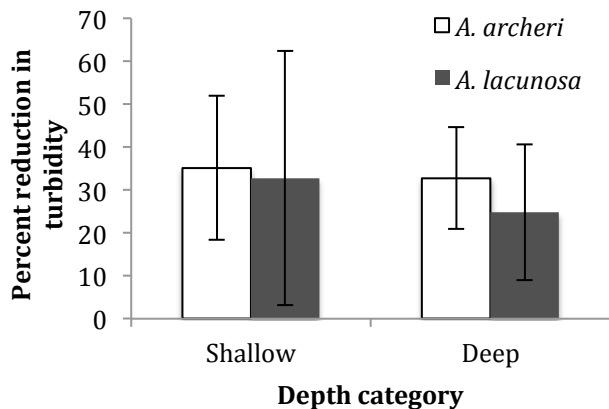 70
60
50
40
30
20
10
0
Percent reduction in
turbidity
A. archeri
A. lacunosa
Shallow Deep
Depth category